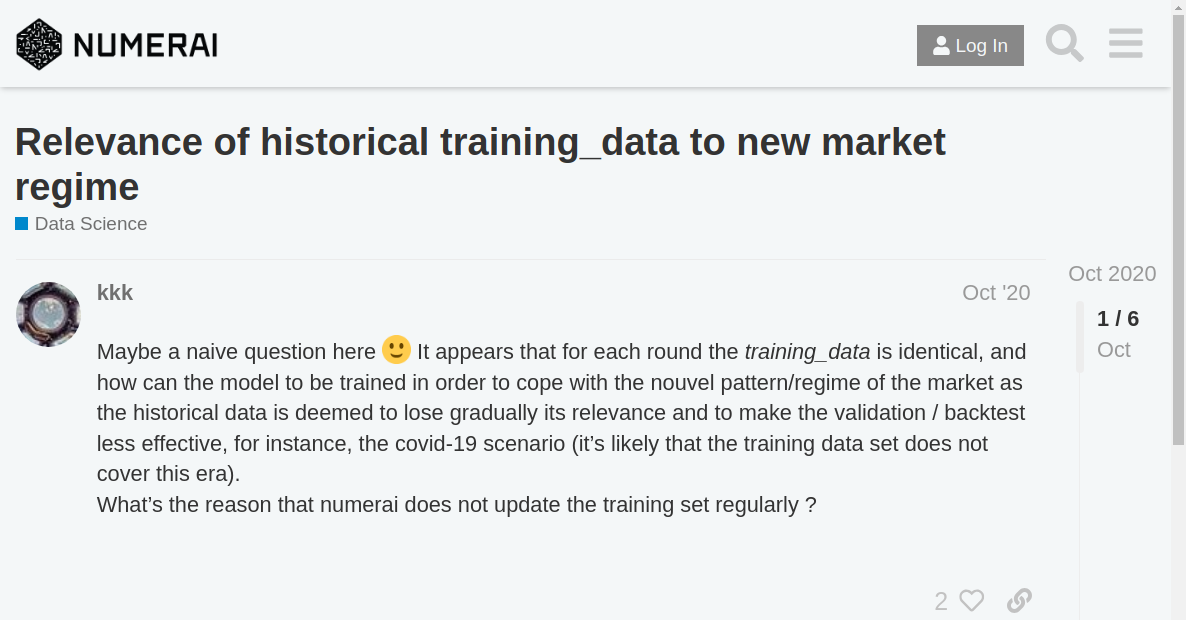 NUMERAI
Log In
Relevance of historical training_data to new market
regime
Data Science
kkk
Oct '20
Maybe a naive question here It appears that for each round the training_data is identical, and
how can the model to be trained in order to cope with the nouvel pattern/regime of the market as
the historical data is deemed to lose gradually its relevance and to make the validation / backtest
less effective, for instance, the covid-19 scenario (it’s likely that the training data set does not
cover this era).
What’s the reason that numerai does not update the training set regularly ?
2
Oct 2020
1 / 6
Oct